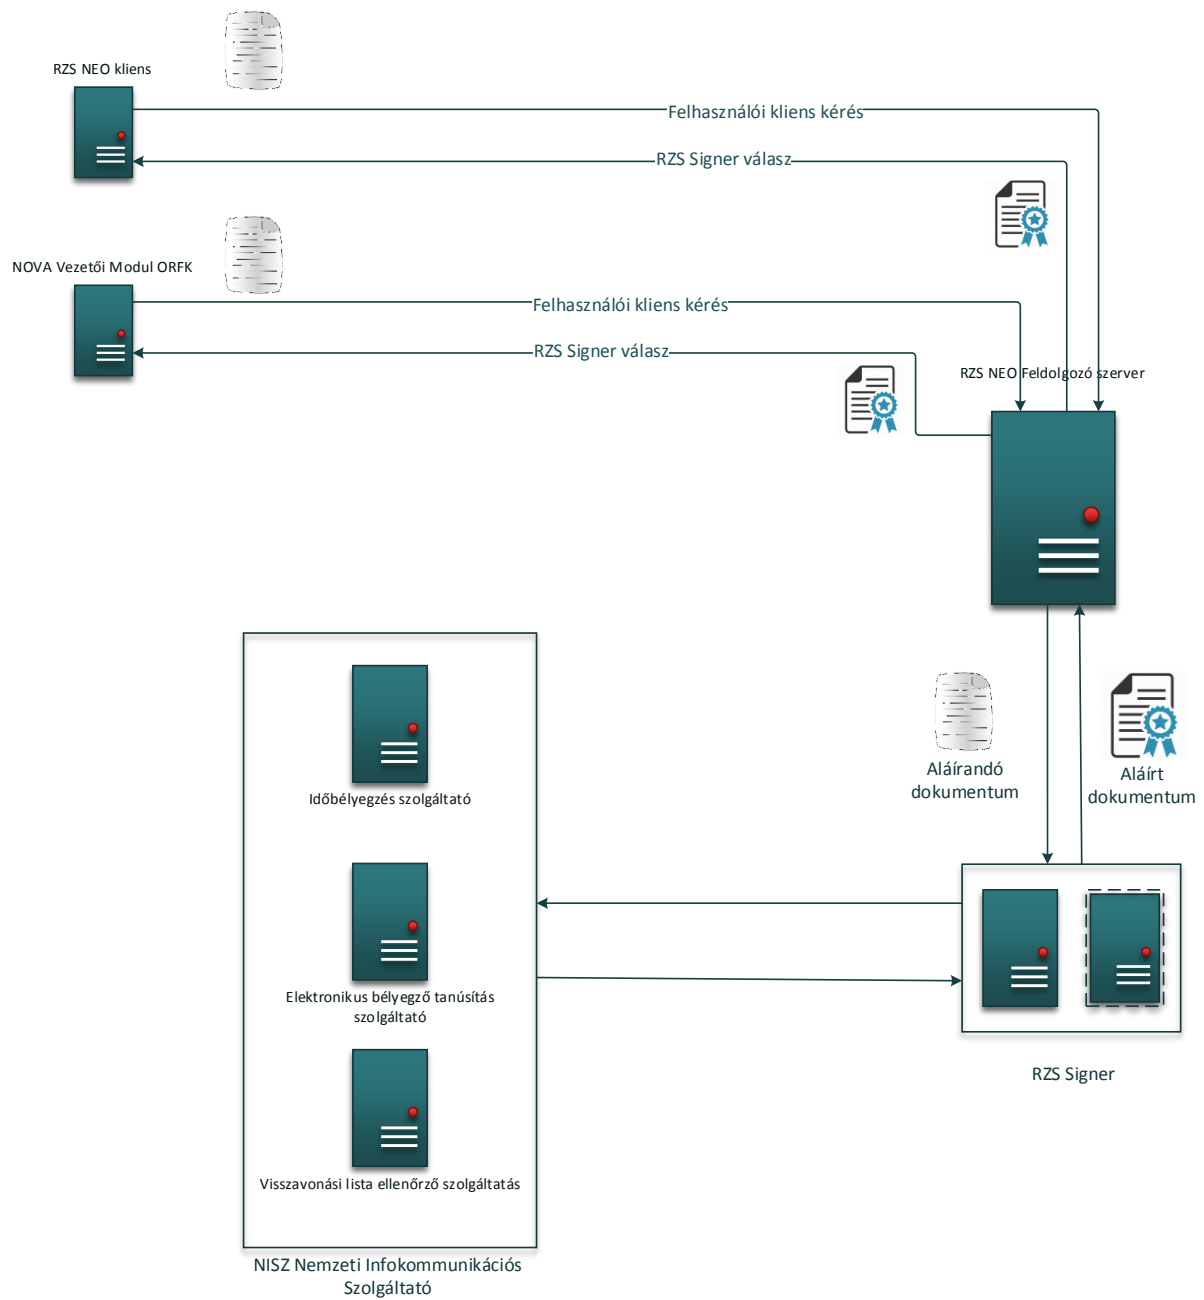 RZS NEO kliens
Felhasználói kliens kérés
RZS Signer válasz
NOVA Vezetői Modul ORFK
Felhasználói kliens kérés
RZS Signer válasz
RZS NEO Feldolgozó szerver
Aláírandó
dokumentum
Aláírt
dokumentum
Időbélyegzés szolgáltató
Elektronikus bélyegző tanúsítás
szolgáltató
RZS Signer
Visszavonási lista ellenőrző szolgáltatás
NISZ Nemzeti Infokommunikációs
Szolgáltató